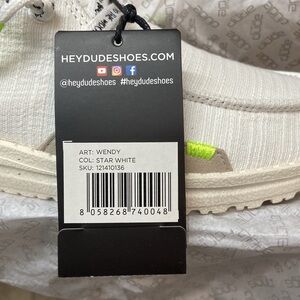 HEYDUDESHOES.COM
@heydudeshoes #heydudeshoes
ART: WENDY
COL: STAR WHITE
SKU: 121410136
8 058268 740048